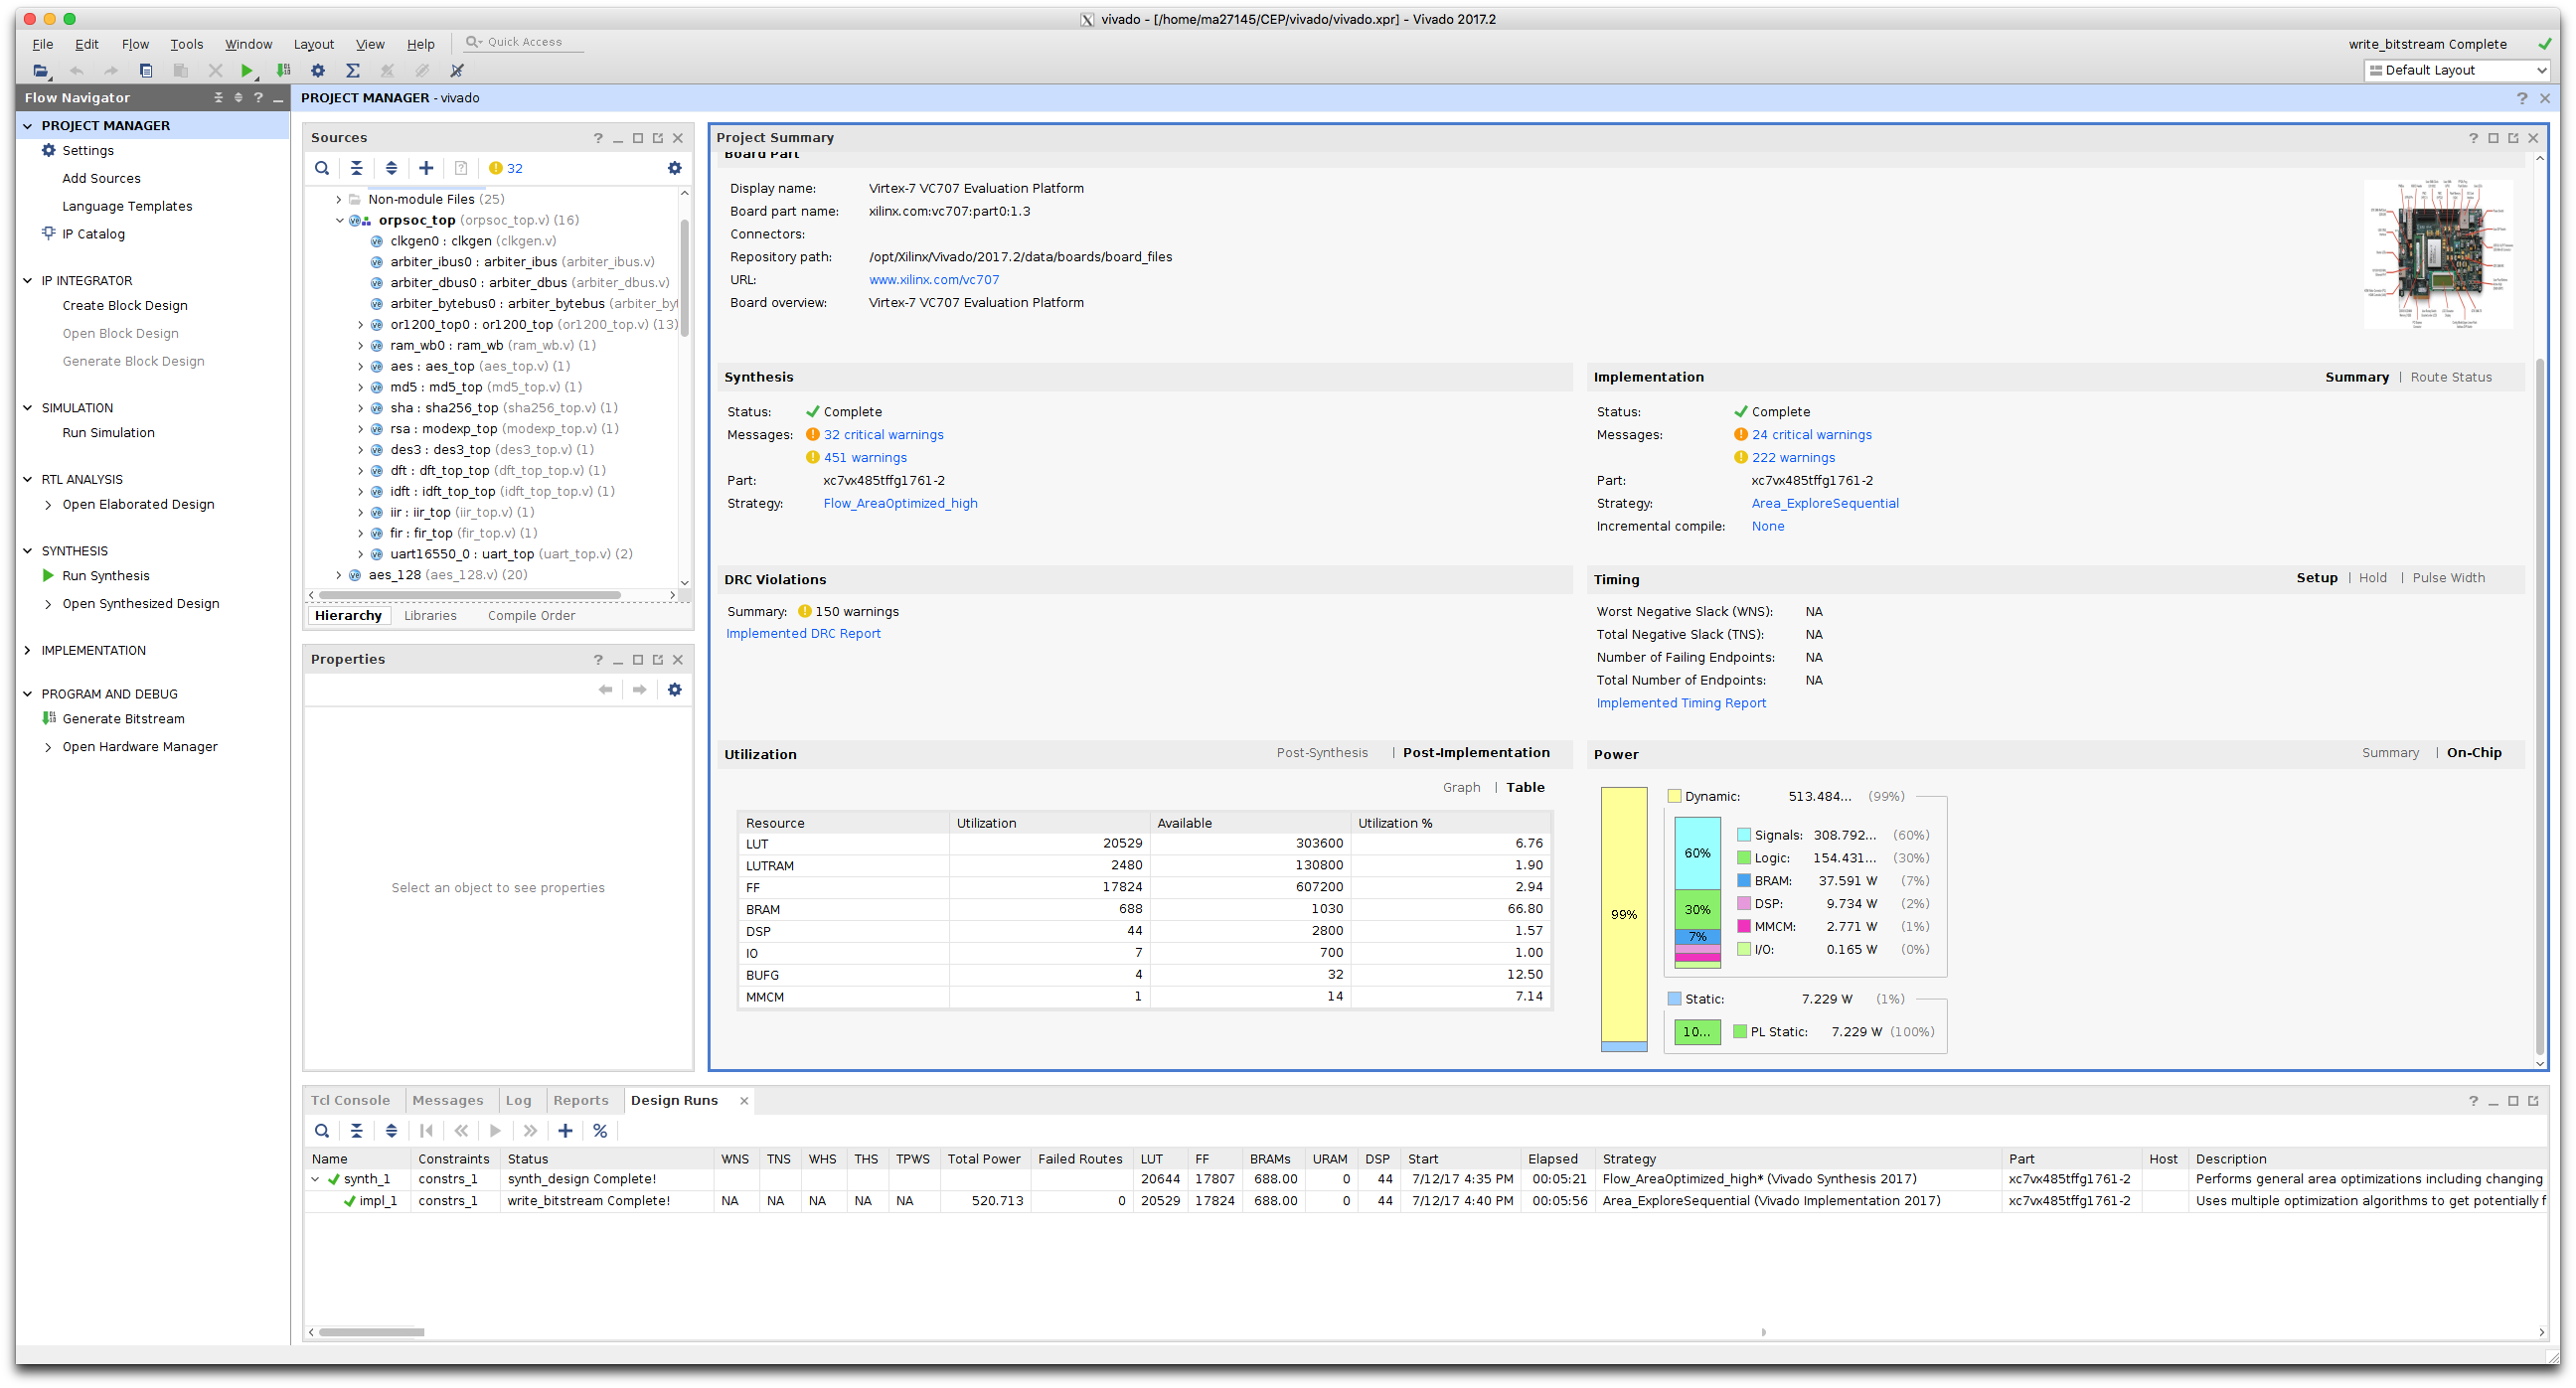 vivado - [/home/ma27145/CEP/vivado/vivado.xpr] - Vivado 2017.2
File Edit Flow Tools Window Layout View Help Quick Access
write_bitstream Complete
Default Layout
Flow Navigator
PROJECT MANAGER
Settings
Add Sources
Language Templates
IP Catalog
IP INTEGRATOR
Create Block Design
Open Block Design
Generate Block Design
SIMULATION
Run Simulation
RTL ANALYSIS
Open Elaborated Design
SYNTHESIS
Run Synthesis
Open Synthesized Design
IMPLEMENTATION
PROGRAM AND DEBUG
Generate Bitstream
Open Hardware Manager
PROJECT MANAGER - vivado
Sources
32
Non-module Files (25)
orpsoc_top (orpsoc_top.v) (16)
clkgen0 : clkgen (clkgen.v)
arbiter_ibus0 : arbiter_ibus (arbiter_ibus.v)
arbiter_dbus0 : arbiter_dbus (arbiter_dbus.v)
arbiter_bytebus0 : arbiter_bytebus (arbiter_byt
or1200_top0 : or1200_top (or1200_top.v) (13)
ram_wb0 : ram_wb (ram_wb.v) (1)
aes : aes_top (aes_top.v) (1)
md5 : md5_top (md5_top.v) (1)
sha : sha256_top (sha256_top.v) (1)
rsa : modexp_top (modexp_top.v) (1)
des3 : des3_top (des3_top.v) (1)
dft : dft_top_top (dft_top_top.v) (1)
idft : idft_top_top (idft_top_top.v) (1)
iir : iir_top (iir_top.v) (1)
fir : fir_top (fir_top.v) (1)
uart16550_0 : uart_top (uart_top.v) (2)
aes_128 (aes_128.v) (20)
Hierarchy Libraries Compile Order
Properties
Select an object to see properties
Project Summary
Board Part
Display name: Virtex-7 VC707 Evaluation Platform
Board part name: xilinx.com:vc707:part0:1.3
Connectors:
Repository path: /opt/Xilinx/Vivado/2017.2/data/boards/board_files
URL: www.xilinx.com/vc707
Board overview: Virtex-7 VC707 Evaluation Platform
Synthesis
Status: Complete
Messages: 32 critical warnings
451 warnings
Part: xc7vx485tffg1761-2
Strategy: Flow_AreaOptimized_high
Implementation Summary | Route Status
Status: Complete
Messages: 24 critical warnings
222 warnings
Part: xc7vx485tffg1761-2
Strategy: Area_ExploreSequential
Incremental compile: None
DRC Violations
Summary: 150 warnings
Implemented DRC Report
Timing Setup | Hold | Pulse Width
Worst Negative Slack (WNS): NA
Total Negative Slack (TNS): NA
Number of Failing Endpoints: NA
Total Number of Endpoints: NA
Implemented Timing Report
Utilization Post-Synthesis | Post-Implementation
Graph | Table
Resource Utilization Available Utilization %
LUT 20529 303600 6.76
LUTRAM 2480 130800 1.90
FF 17824 607200 2.94
BRAM 688 1030 66.80
DSP 44 2800 1.57
IO 7 700 1.00
BUFG 4 32 12.50
MMCM 1 14 7.14
Power Summary | On-Chip
99%
Dynamic: 513.484... (99%)
60%
30%
7%
Signals: 308.792... (60%)
Logic: 154.431... (30%)
BRAM: 37.591 W (7%)
DSP: 9.734 W (2%)
MMCM: 2.771 W (1%)
I/O: 0.165 W (0%)
Static: 7.229 W (1%)
10... PL Static: 7.229 W (100%)
Tcl Console Messages Log Reports Design Runs
Name Constraints Status WNS TNS WHS THS TPWS Total Power Failed Routes LUT FF BRAMs URAM DSP Start Elapsed Strategy Part Host Description
synth_1 constrs_1 synth_design Complete! 20644 17807 688.00 0 44 7/12/17 4:35 PM 00:05:21 Flow_AreaOptimized_high* (Vivado Synthesis 2017) xc7vx485tffg1761-2 Performs general area optimizations including changing
impl_1 constrs_1 write_bitstream Complete! NA NA NA NA NA 520.713 0 20529 17824 688.00 0 44 7/12/17 4:40 PM 00:05:56 Area_ExploreSequential (Vivado Implementation 2017) xc7vx485tffg1761-2 Uses multiple optimization algorithms to get potentially f